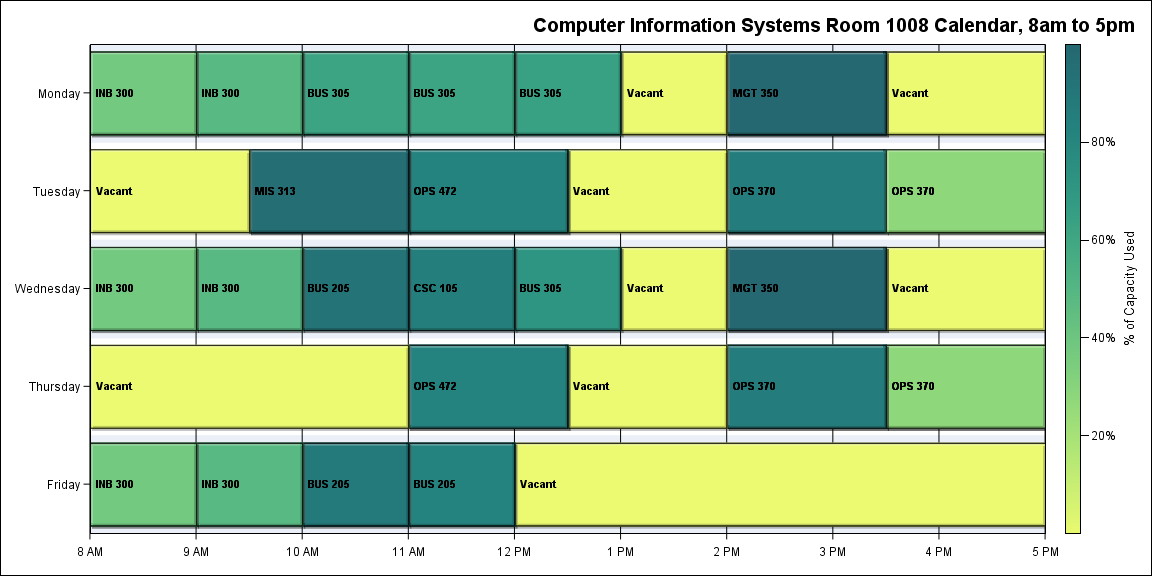 Computer Information Systems Room 1008 Calendar, 8am to 5pm
Monday INB 300 INB 300 BUS 305 BUS 305 BUS 305 Vacant MGT 350 Vacant
Tuesday Vacant MIS 313 OPS 472 Vacant OPS 370 OPS 370
Wednesday INB 300 INB 300 BUS 205 CSC 105 BUS 305 Vacant MGT 350 Vacant
Thursday Vacant OPS 472 Vacant OPS 370 OPS 370
Friday INB 300 INB 300 BUS 205 BUS 205 Vacant
8 AM 9 AM 10 AM 11 AM 12 PM 1 PM 2 PM 3 PM 4 PM 5 PM
80%
60%
40%
20%
% of Capacity Used